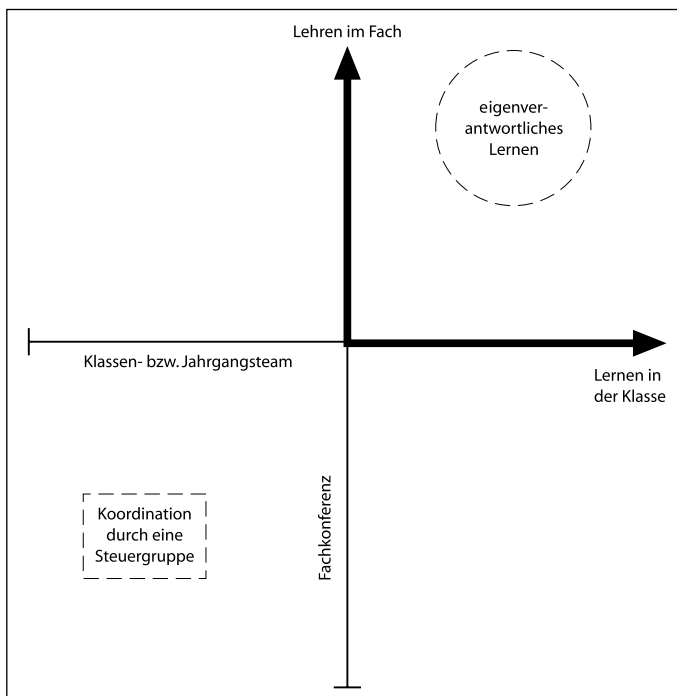 Lehren im Fach
eigenver-
antwortliches
Lernen
Klassen- bzw. Jahrgangsteam
Lernen in
der Klasse
Koordination
durch eine
Steuergruppe
Fachkonferenz